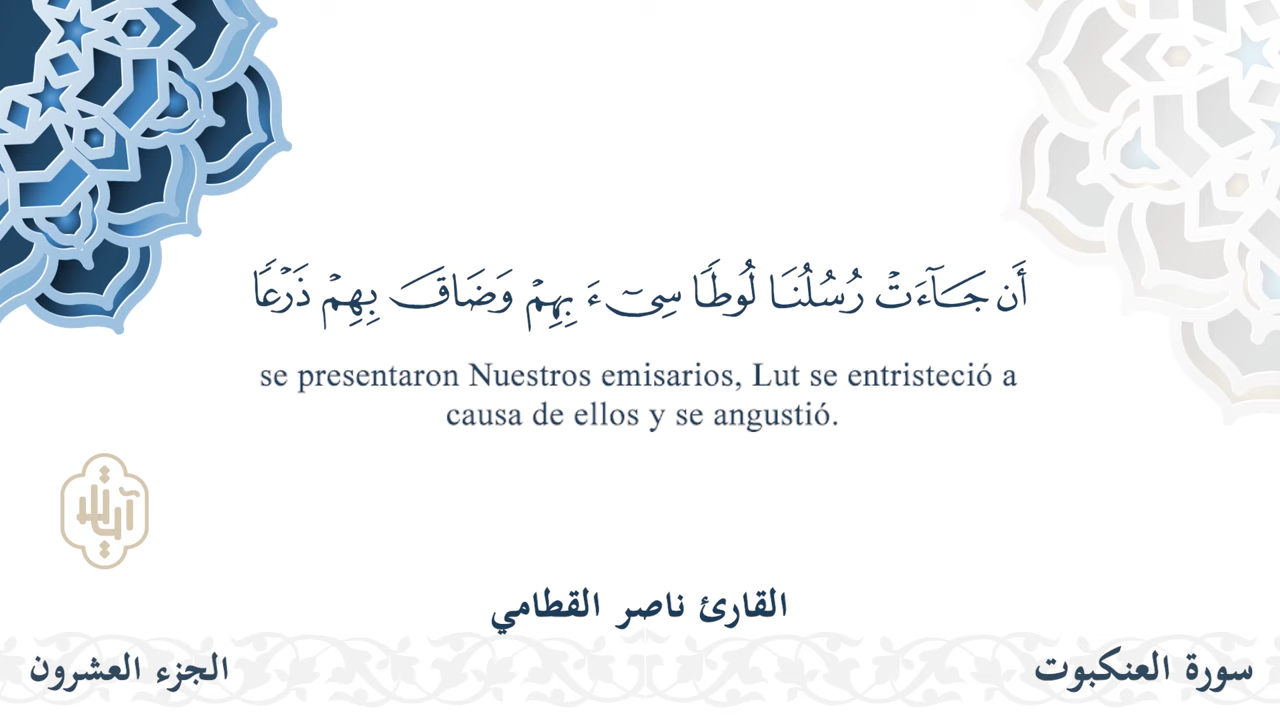 أَن جَآءَتْ رُسُلُنَا لُوطًا سِىٓءَ بِهِمْ وَضَاقَ بِهِمْ ذَرْعًا
se presentaron Nuestros emisarios, Lut se entristeció a
causa de ellos y se angustió.
آيات
القارئ ناصر القطامي
سورة العنكبوت
الجزء العشرون